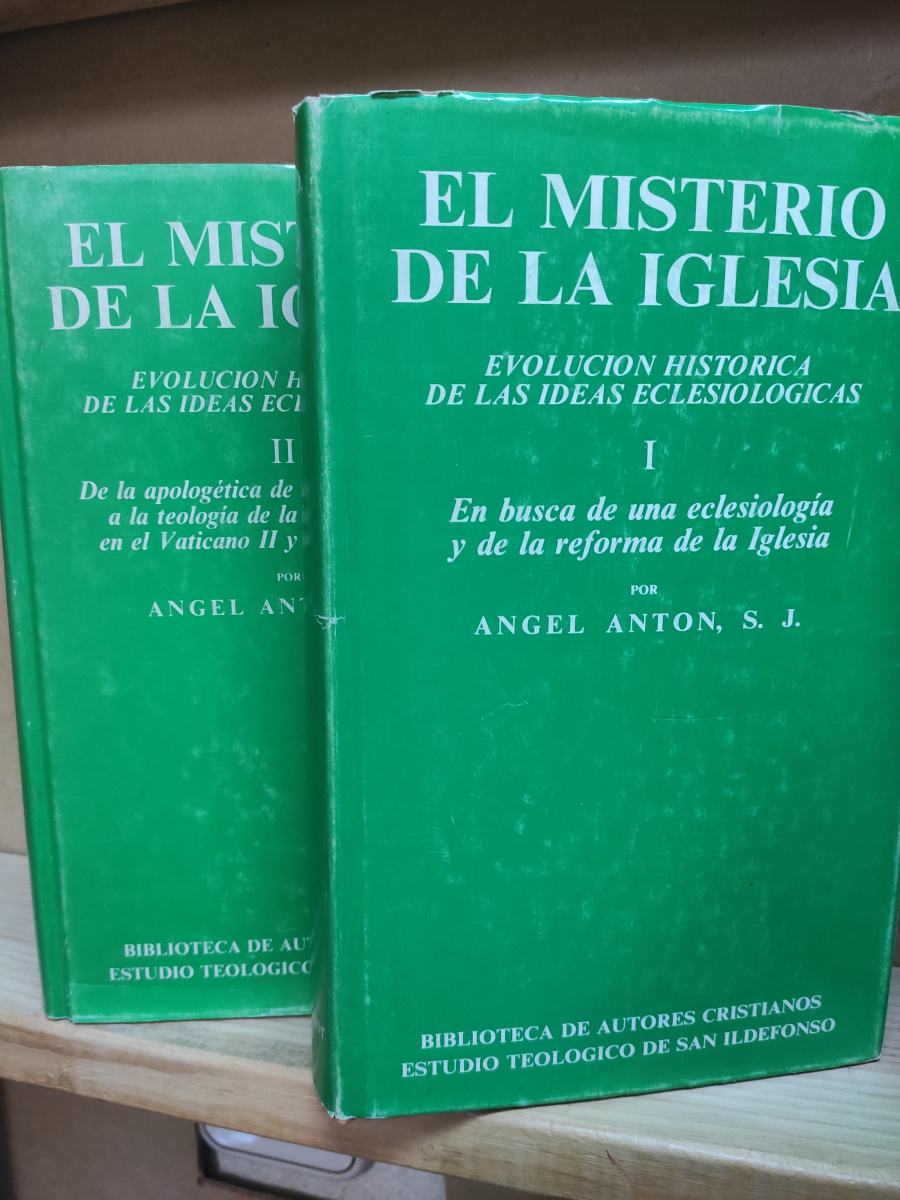 EL MISTERIO
DE LA IGLESIA
EVOLUCION HISTORICA
DE LAS IDEAS ECLESIOLOGICAS
I
En busca de una eclesiología
y de la reforma de la Iglesia
POR
ANGEL ANTON, S. J.
BIBLIOTECA DE AUTORES CRISTIANOS
ESTUDIO TEOLOGICO DE SAN ILDEFONSO
EL MIST
DE LA IG
EVOLUCION H
DE LAS IDEAS ECL
II
De la apologética de
a la teología de la
en el Vaticano II y
POR
ANGEL ANT
BIBLIOTECA DE AUT
ESTUDIO TEOLOGICO